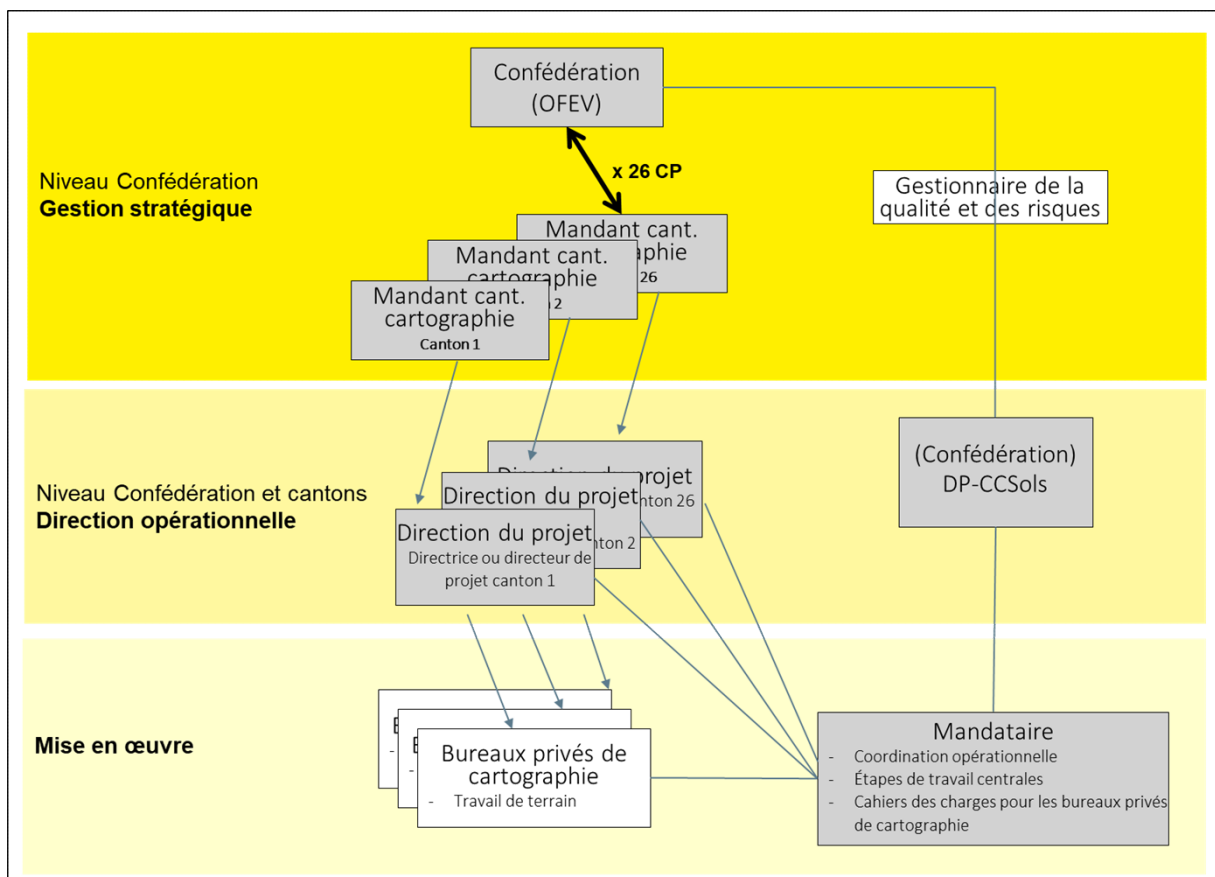 Confédération
(OFEV)
x 26 CP
Niveau Confédération
Gestion stratégique
Gestionnaire de la
qualité et des risques
Mandant cant.
26
Mandant cant.
2
Mandant cant.
cartographie
Canton 1
(Confédération)
DP-CCSols
Niveau Confédération et cantons
Direction opérationnelle
Direction du projet
canton 26
Direction du projet
canton 2
Direction du projet
Directrice ou directeur de
projet canton 1
Mise en œuvre
Bureaux privés de
cartographie
- Travail de terrain
Mandataire
- Coordination opérationnelle
- Étapes de travail centrales
- Cahiers des charges pour les bureaux privés
de cartographie